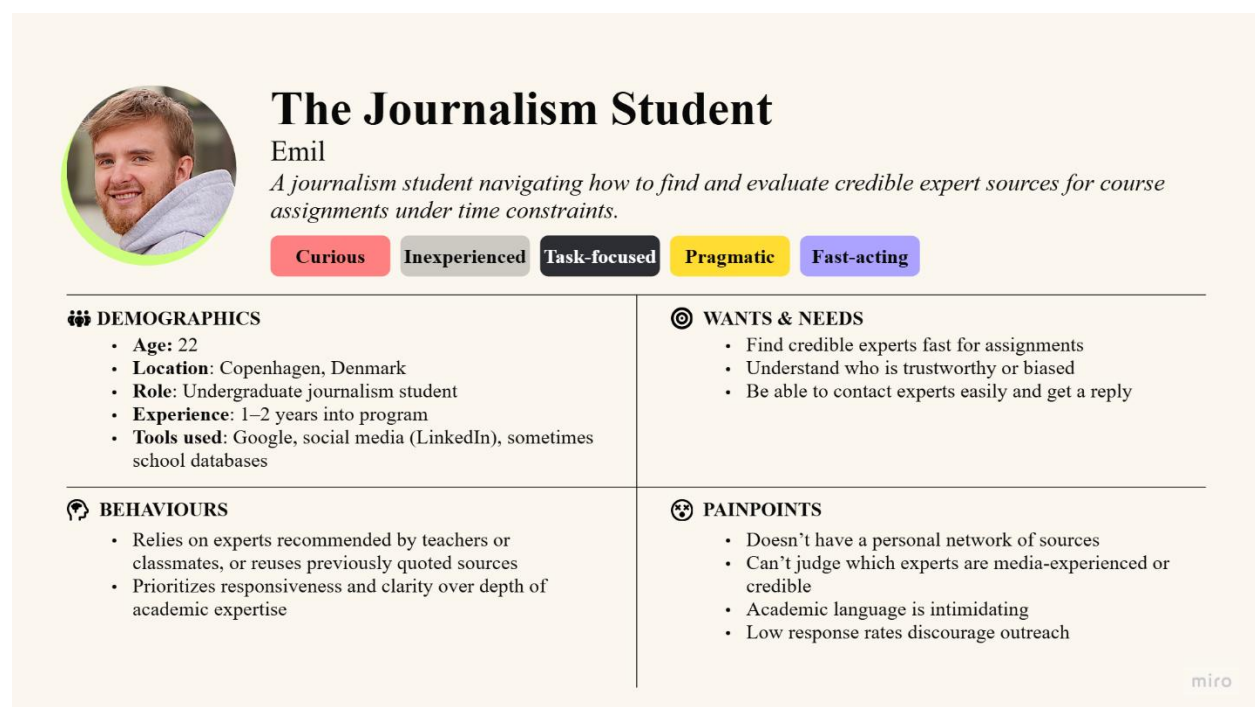 The Journalism Student
Emil
A journalism student navigating how to find and evaluate credible expert sources for course
assignments under time constraints.
Curious
Inexperienced
Task-focused
Pragmatic
Fast-acting
DEMOGRAPHICS
• Age: 22
• Location: Copenhagen, Denmark
• Role: Undergraduate journalism student
• Experience: 1–2 years into program
• Tools used: Google, social media (LinkedIn), sometimes
school databases
WANTS & NEEDS
• Find credible experts fast for assignments
• Understand who is trustworthy or biased
• Be able to contact experts easily and get a reply
BEHAVIOURS
• Relies on experts recommended by teachers or
classmates, or reuses previously quoted sources
• Prioritizes responsiveness and clarity over depth of
academic expertise
PAINPOINTS
• Doesn’t have a personal network of sources
• Can’t judge which experts are media-experienced or
credible
• Academic language is intimidating
• Low response rates discourage outreach
miro